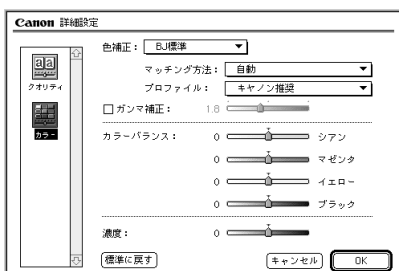 Canon 詳細設定
色補正： BJ標準
マッチング方法： 自動
プロファイル： キヤノン推奨
ガンマ補正： 1.8
カラーバランス： 0 シアン
0 マゼンタ
0 イエロー
0 ブラック
濃度： 0
標準に戻す キャンセル OK
aa
クオリティ
カラー